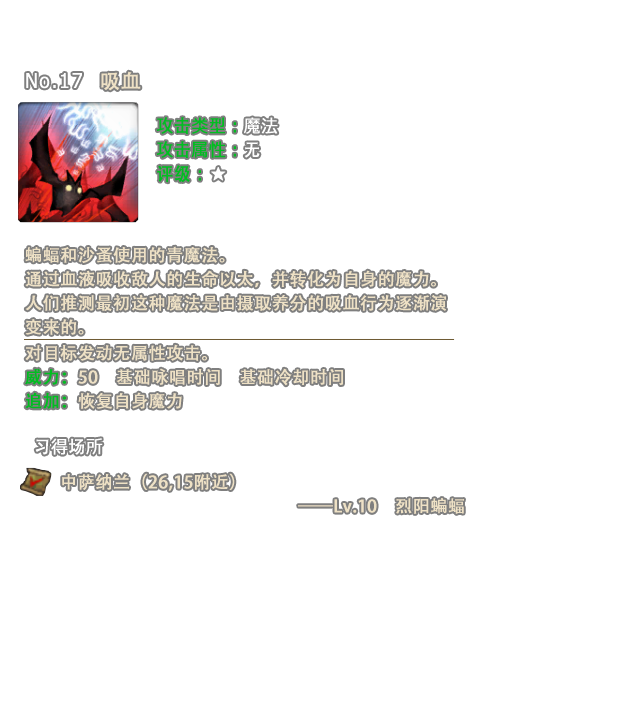 No.17 吸血
攻击类型：魔法
攻击属性：无
评级：☆
蝙蝠和沙蚤使用的青魔法。
通过血液吸收敌人的生命以太，并转化为自身的魔力。
人们推测最初这种魔法是由摄取养分的吸血行为逐渐演
变来的。
对目标发动无属性攻击。
威力：50 基础咏唱时间 基础冷却时间
追加：恢复自身魔力
习得场所
中萨纳兰（26,15附近）
——Lv.10 烈阳蝙蝠